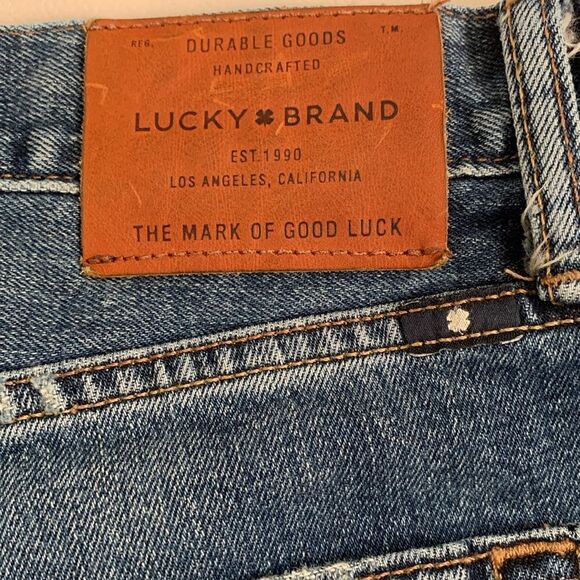 REG. DURABLE GOODS T.M.
HANDCRAFTED
LUCKY BRAND
EST.1990
LOS ANGELES, CALIFORNIA
THE MARK OF GOOD LUCK